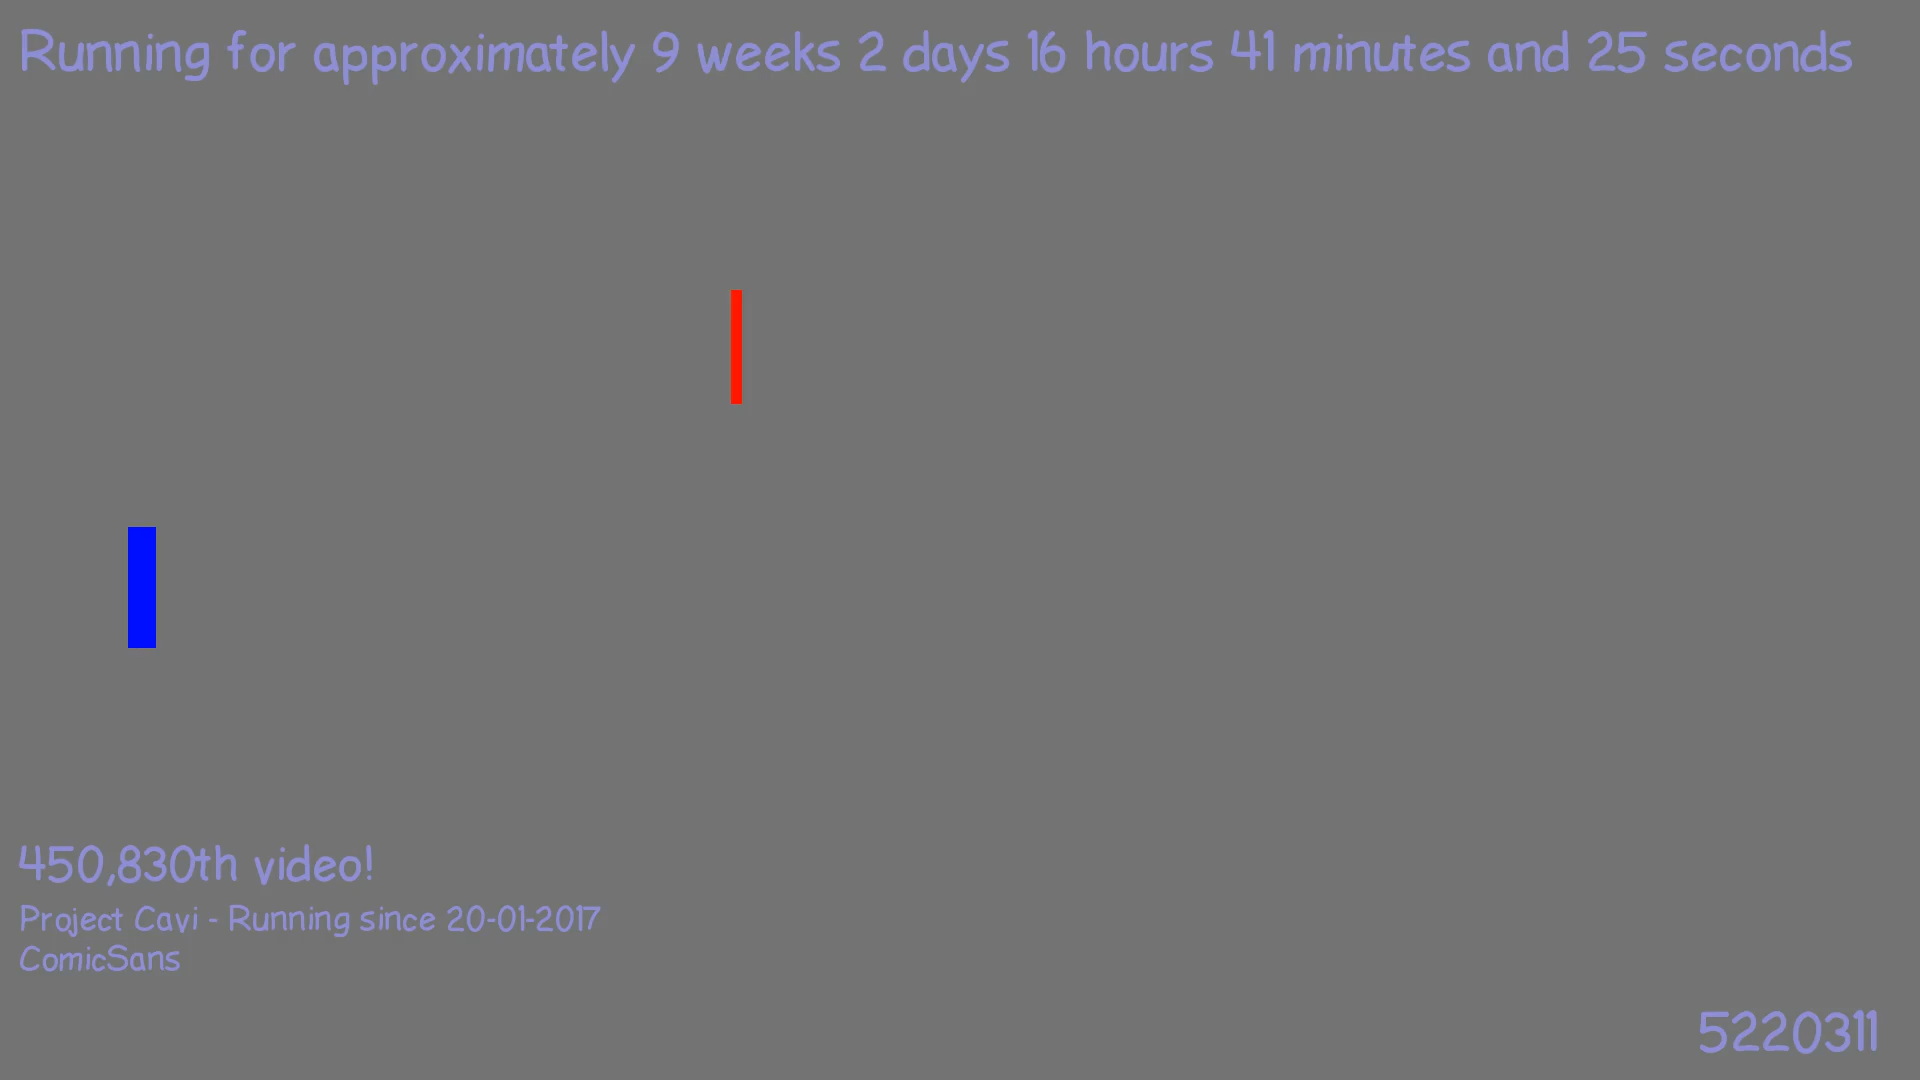 Running for approximately 9 weeks 2 days 16 hours 41 minutes and 25 seconds
450,830th video!
Project Cavi - Running since 20-01-2017
ComicSans
5220311